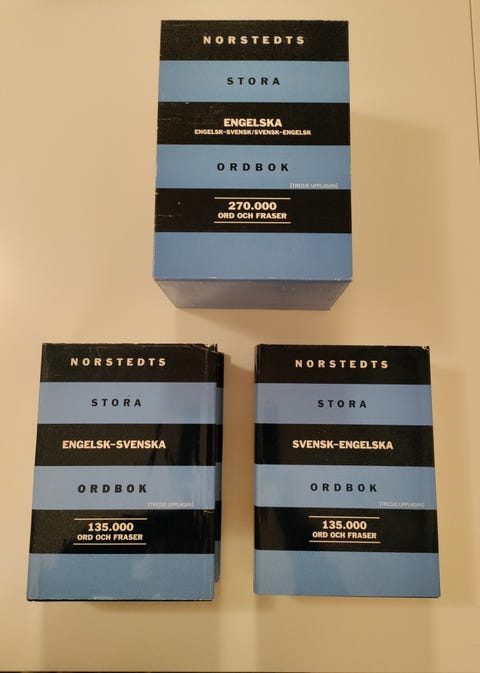 NORSTEDTS
STORA
ENGELSKA
ENGELSK-SVENSK/SVENSK-ENGELSK
ORDBOK
[TREDJE UPPLAGAN]
270.000
ORD OCH FRASER
NORSTEDTS
STORA
ENGELSK–SVENSKA
ORDBOK
[TREDJE UPPLAGAN]
135.000
ORD OCH FRASER
NORSTEDTS
STORA
SVENSK–ENGELSKA
ORDBOK
[TREDJE UPPLAGAN]
135.000
ORD OCH FRASER